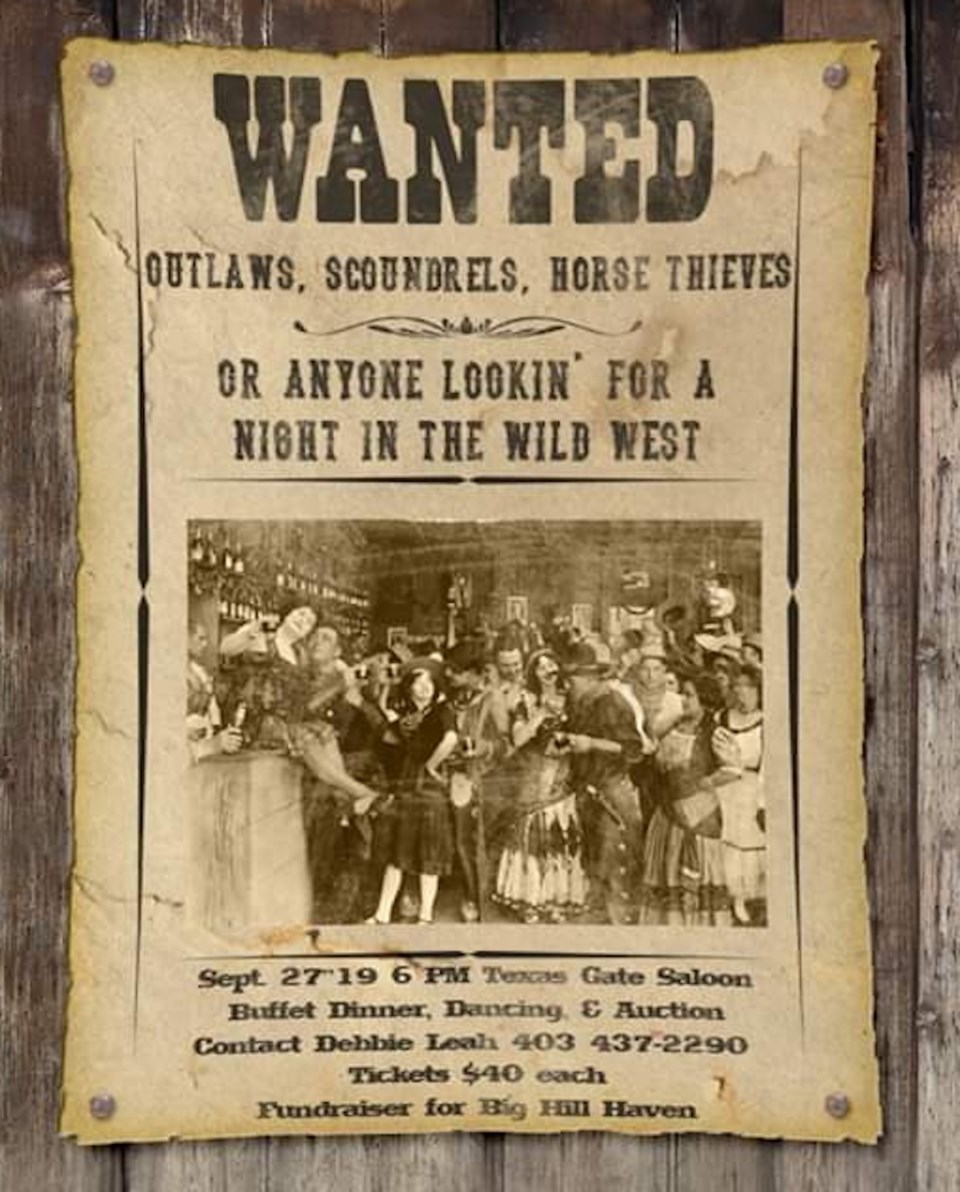 WANTED
OUTLAWS, SCOUNDRELS, HORSE THIEVES
OR ANYONE LOOKIN' FOR A
NIGHT IN THE WILD WEST
Sept. 27"19 6 PM Texas Gate Saloon
Buffet Dinner, Dancing, & Auction
Contact Debbie Leah 403 437-2290
Tickets $40 each
Fundraiser for Big Hill Haven